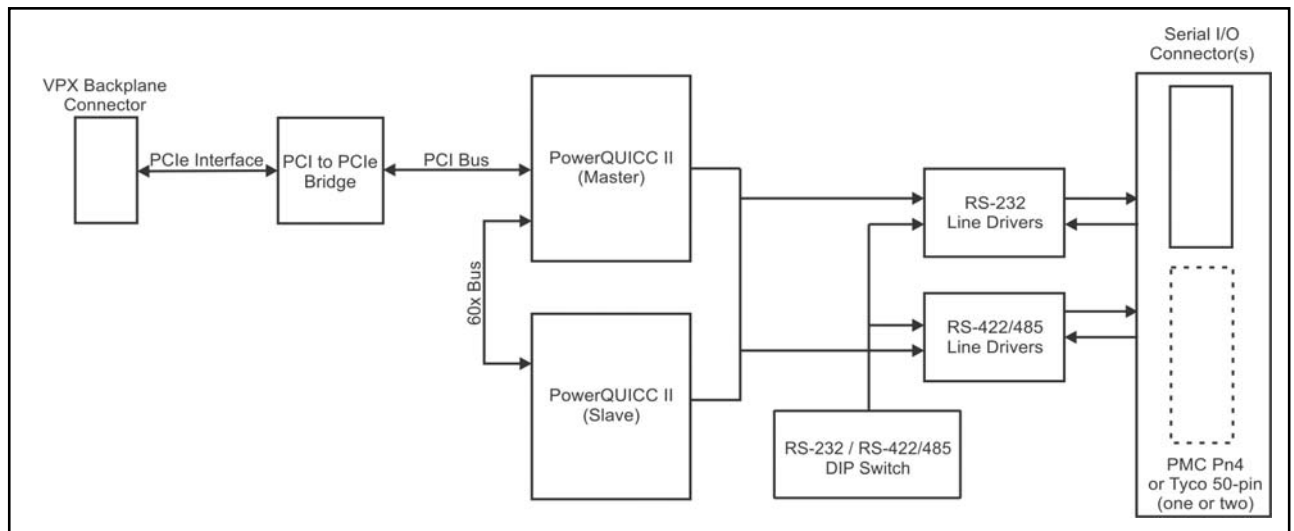 Serial I/O
Connector(s)
VPX Backplane
Connector
PCIe Interface
PCI to PCIe
Bridge
PCI Bus
PowerQUICC II
(Master)
RS-232
Line Drivers
60x Bus
RS-422/485
Line Drivers
PowerQUICC II
(Slave)
RS-232 / RS-422/485
DIP Switch
PMC Pn4
or Tyco 50-pin
(one or two)